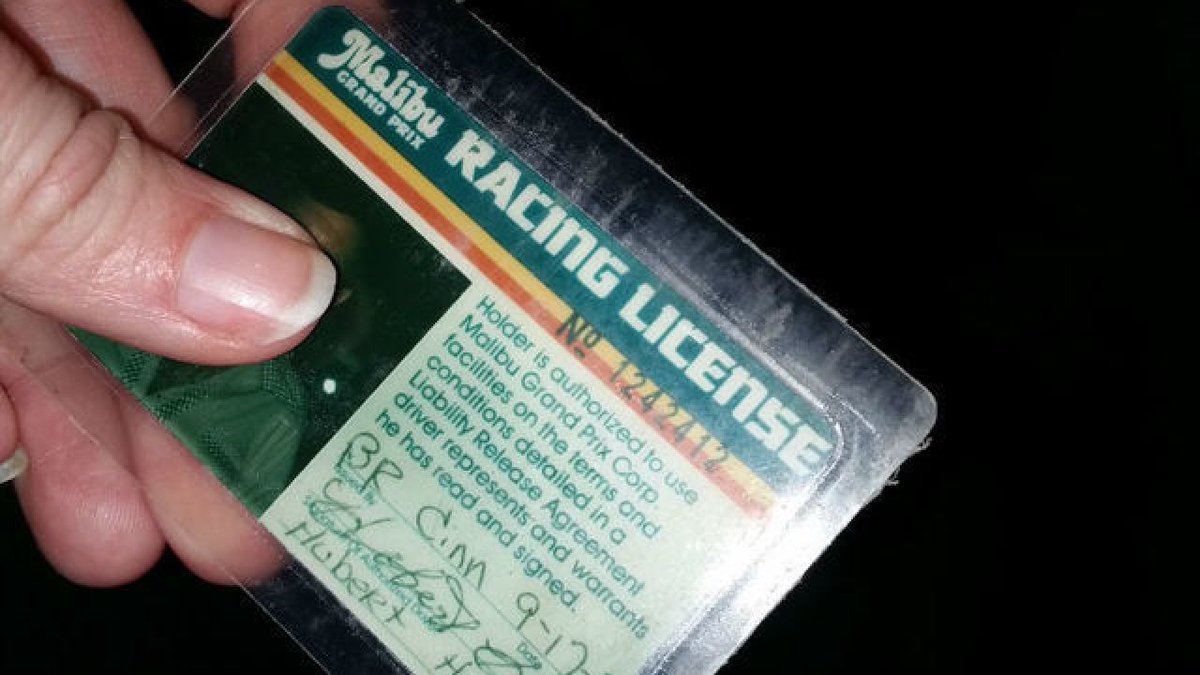 Malibu
GRAND PRIX
RACING LICENSE
Nº 1242412
Holder is authorized to use
Malibu Grand Prix Corp
facilities on the terms and
conditions detailed in a
Liability Release Agreement
driver represents and warrants
he has read and signed.
BR Cinn 9-17-
Date
Hubert H